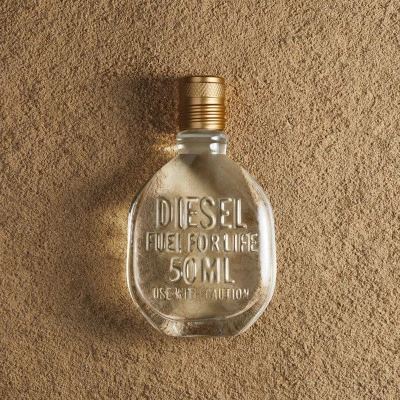 DIESEL
FUEL FOR LIFE
50 ML
USE WITH CAUTION